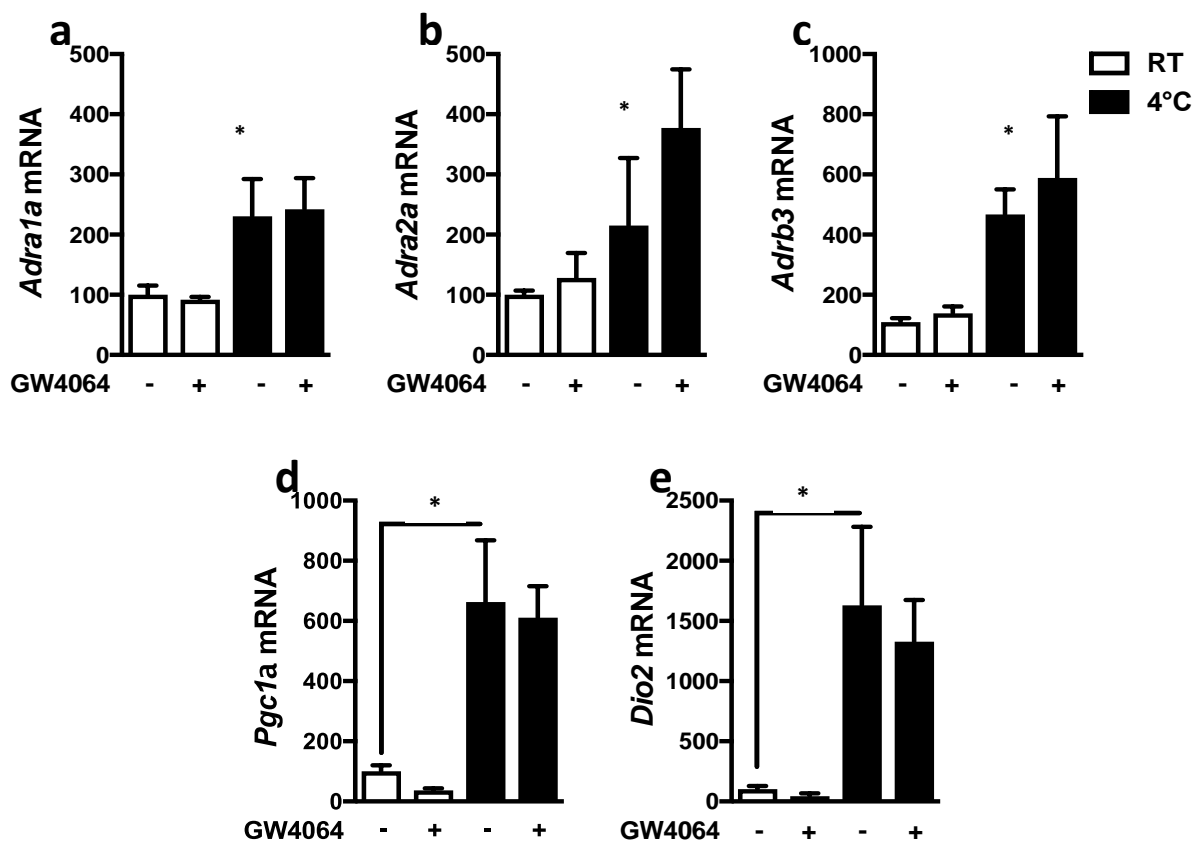 a
500
400
300
200
100
0
Adra1a mRNA
*
GW4064 - + - +
b
500
400
300
200
100
0
Adra2a mRNA
*
GW4064 - + - +
c
1000
800
600
400
200
0
Adrb3 mRNA
*
GW4064 - + - +
RT
4°C
d
1000
800
600
400
200
0
Pgc1a mRNA
*
GW4064 - + - +
e
2500
2000
1500
1000
500
0
Dio2 mRNA
*
GW4064 - + - +